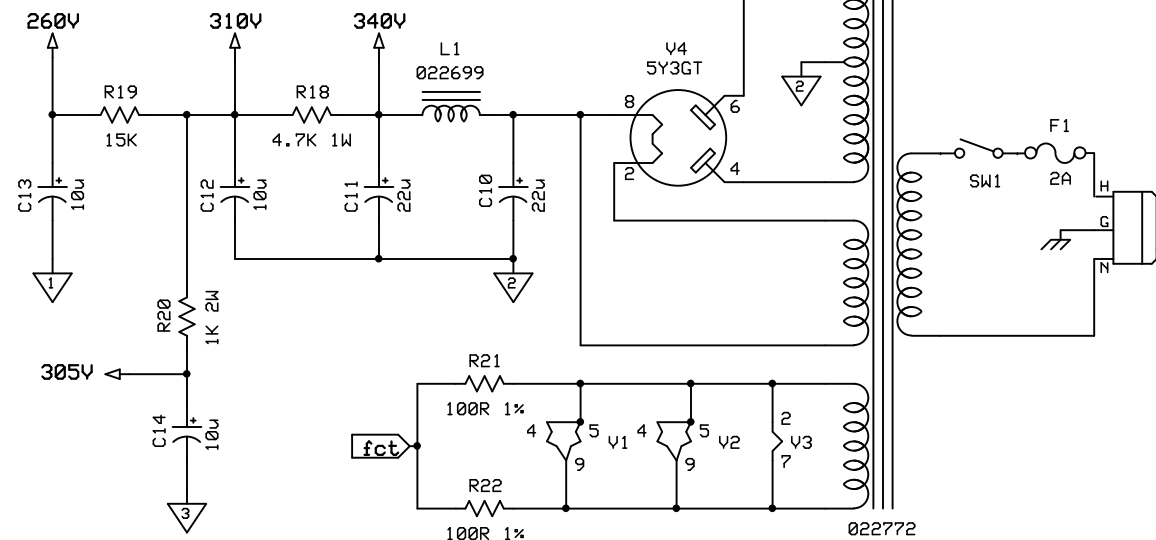 260V
310V
340V
L1
022699
V4
5Y3GT
2
R19
15K
R18
4.7K 1W
8
6
2
4
F1
2A
SW1
H
G
N
C13
10u
C12
10u
C11
22u
C10
22u
1
2
R20
1K 2W
305V
C14
10u
3
R21
100R 1%
fct
4
5
9
V1
4
5
9
V2
2
7
V3
R22
100R 1%
022772
+
+
+
+
+